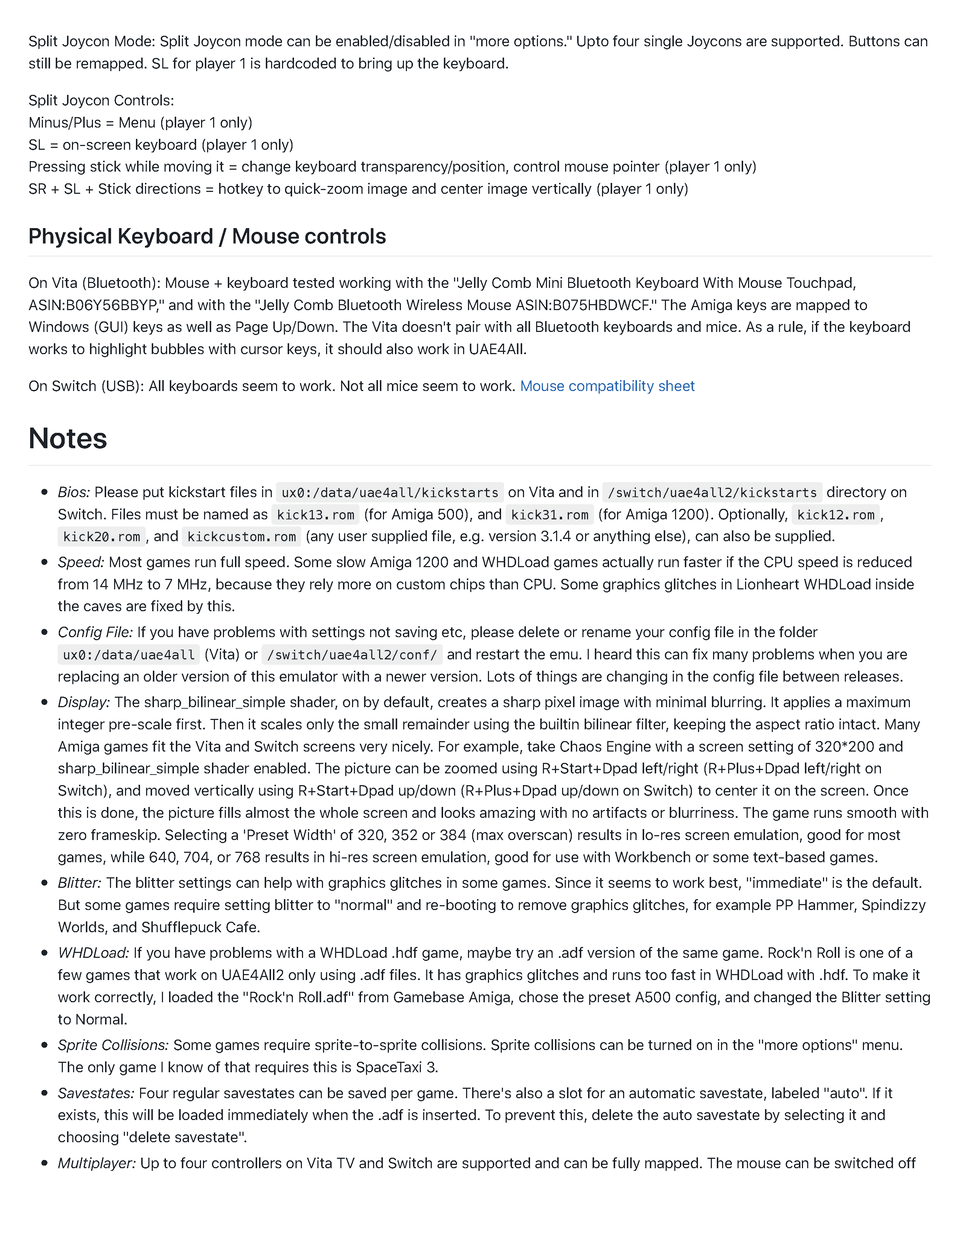 Split Joycon Mode: Split Joycon mode can be enabled/disabled in "more options." Upto four single Joycons are supported. Buttons can
still be remapped. SL for player 1 is hardcoded to bring up the keyboard.
Split Joycon Controls:
Minus/Plus = Menu (player 1 only)
SL = on-screen keyboard (player 1 only)
Pressing stick while moving it = change keyboard transparency/position, control mouse pointer (player 1 only)
SR + SL + Stick directions = hotkey to quick-zoom image and center image vertically (player 1 only)
Physical Keyboard / Mouse controls
On Vita (Bluetooth): Mouse + keyboard tested working with the "Jelly Comb Mini Bluetooth Keyboard With Mouse Touchpad,
ASIN:B06Y56BBYP," and with the "Jelly Comb Bluetooth Wireless Mouse ASIN:B075HBDWCF." The Amiga keys are mapped to
Windows (GUI) keys as well as Page Up/Down. The Vita doesn't pair with all Bluetooth keyboards and mice. As a rule, if the keyboard
works to highlight bubbles with cursor keys, it should also work in UAE4All.
On Switch (USB): All keyboards seem to work. Not all mice seem to work. Mouse compatibility sheet
Notes
• Bios: Please put kickstart files in ux0:/data/uae4all/kickstarts on Vita and in /switch/uae4all2/kickstarts directory on
Switch. Files must be named as kick13.rom (for Amiga 500), and kick31.rom (for Amiga 1200). Optionally, kick12.rom ,
kick20.rom , and kickcustom.rom (any user supplied file, e.g. version 3.1.4 or anything else), can also be supplied.
• Speed: Most games run full speed. Some slow Amiga 1200 and WHDLoad games actually run faster if the CPU speed is reduced
from 14 MHz to 7 MHz, because they rely more on custom chips than CPU. Some graphics glitches in Lionheart WHDLoad inside
the caves are fixed by this.
• Config File: If you have problems with settings not saving etc, please delete or rename your config file in the folder
ux0:/data/uae4all (Vita) or /switch/uae4all2/conf/ and restart the emu. I heard this can fix many problems when you are
replacing an older version of this emulator with a newer version. Lots of things are changing in the config file between releases.
• Display: The sharp_bilinear_simple shader, on by default, creates a sharp pixel image with minimal blurring. It applies a maximum
integer pre-scale first. Then it scales only the small remainder using the builtin bilinear filter, keeping the aspect ratio intact. Many
Amiga games fit the Vita and Switch screens very nicely. For example, take Chaos Engine with a screen setting of 320*200 and
sharp_bilinear_simple shader enabled. The picture can be zoomed using R+Start+Dpad left/right (R+Plus+Dpad left/right on
Switch), and moved vertically using R+Start+Dpad up/down (R+Plus+Dpad up/down on Switch) to center it on the screen. Once
this is done, the picture fills almost the whole screen and looks amazing with no artifacts or blurriness. The game runs smooth with
zero frameskip. Selecting a 'Preset Width' of 320, 352 or 384 (max overscan) results in lo-res screen emulation, good for most
games, while 640, 704, or 768 results in hi-res screen emulation, good for use with Workbench or some text-based games.
• Blitter: The blitter settings can help with graphics glitches in some games. Since it seems to work best, "immediate" is the default.
But some games require setting blitter to "normal" and re-booting to remove graphics glitches, for example PP Hammer, Spindizzy
Worlds, and Shufflepuck Cafe.
• WHDLoad: If you have problems with a WHDLoad .hdf game, maybe try an .adf version of the same game. Rock'n Roll is one of a
few games that work on UAE4All2 only using .adf files. It has graphics glitches and runs too fast in WHDLoad with .hdf. To make it
work correctly, I loaded the "Rock'n Roll.adf" from Gamebase Amiga, chose the preset A500 config, and changed the Blitter setting
to Normal.
• Sprite Collisions: Some games require sprite-to-sprite collisions. Sprite collisions can be turned on in the "more options" menu.
The only game I know of that requires this is SpaceTaxi 3.
• Savestates: Four regular savestates can be saved per game. There's also a slot for an automatic savestate, labeled "auto". If it
exists, this will be loaded immediately when the .adf is inserted. To prevent this, delete the auto savestate by selecting it and
choosing "delete savestate".
• Multiplayer: Up to four controllers on Vita TV and Switch are supported and can be fully mapped. The mouse can be switched off